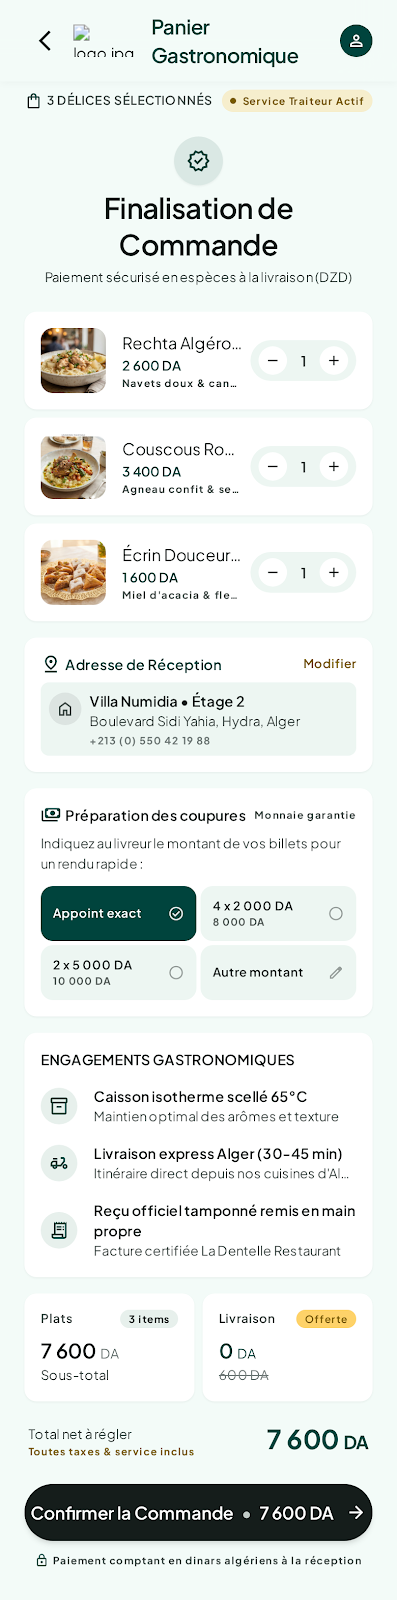 logo.jpg
Panier
Gastronomique
3 DÉLICES SÉLECTIONNÉS
Service Traiteur Actif
Finalisation de
Commande
Paiement sécurisé en espèces à la livraison (DZD)
Rechta Algéro...
2 600 DA
Navets doux & can...
1
Couscous Ro...
3 400 DA
Agneau confit & se...
1
Écrin Douceur...
1 600 DA
Miel d'acacia & fle...
1
Adresse de Réception
Modifier
Villa Numidia • Étage 2
Boulevard Sidi Yahia, Hydra, Alger
+213 (0) 550 42 19 88
Préparation des coupures
Monnaie garantie
Indiquez au livreur le montant de vos billets pour
un rendu rapide :
Appoint exact
4 x 2 000 DA
8 000 DA
2 x 5 000 DA
10 000 DA
Autre montant
ENGAGEMENTS GASTRONOMIQUES
Caisson isotherme scellé 65°C
Maintien optimal des arômes et texture
Livraison express Alger (30-45 min)
Itinéraire direct depuis nos cuisines d'Al...
Reçu officiel tamponné remis en main
propre
Facture certifiée La Dentelle Restaurant
Plats
3 items
7 600 DA
Sous-total
Livraison
Offerte
0 DA
600 DA
Total net à régler
Toutes taxes & service inclus
7 600 DA
Confirmer la Commande • 7 600 DA
Paiement comptant en dinars algériens à la réception